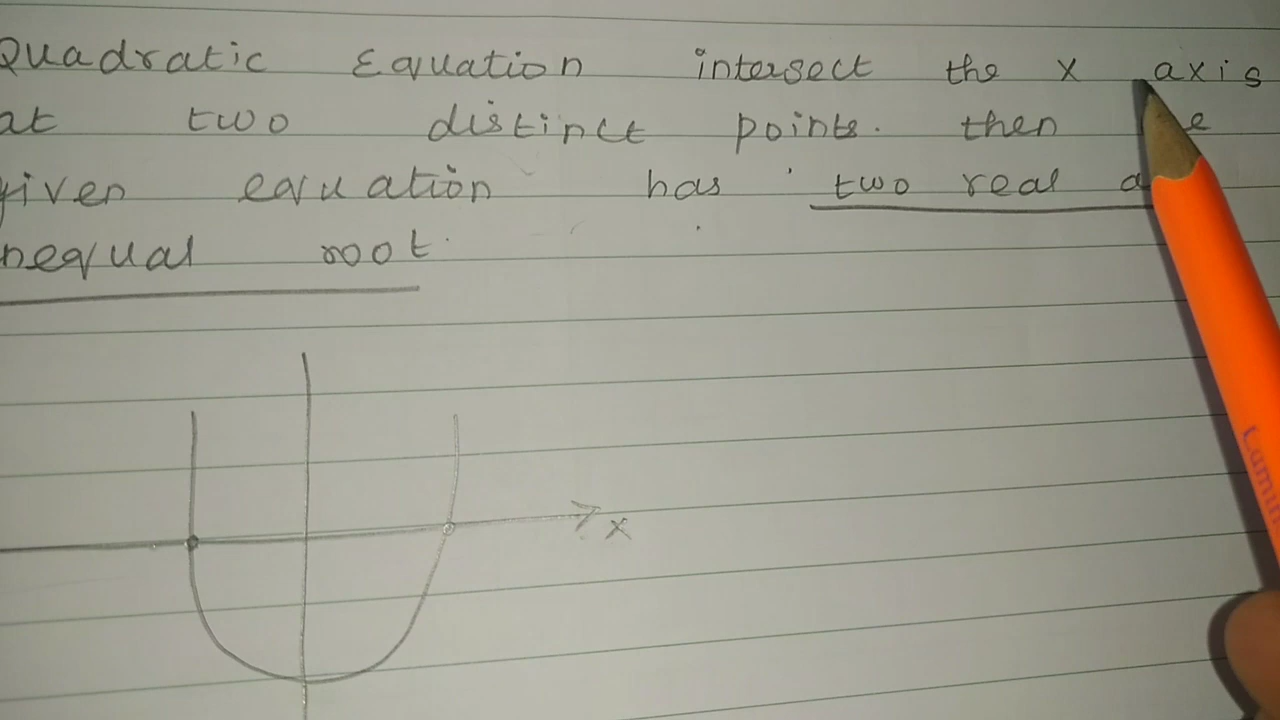 Quadratic Equation intersect the x axis
at two distinct points. then
given equation has two real
nequal root.
x